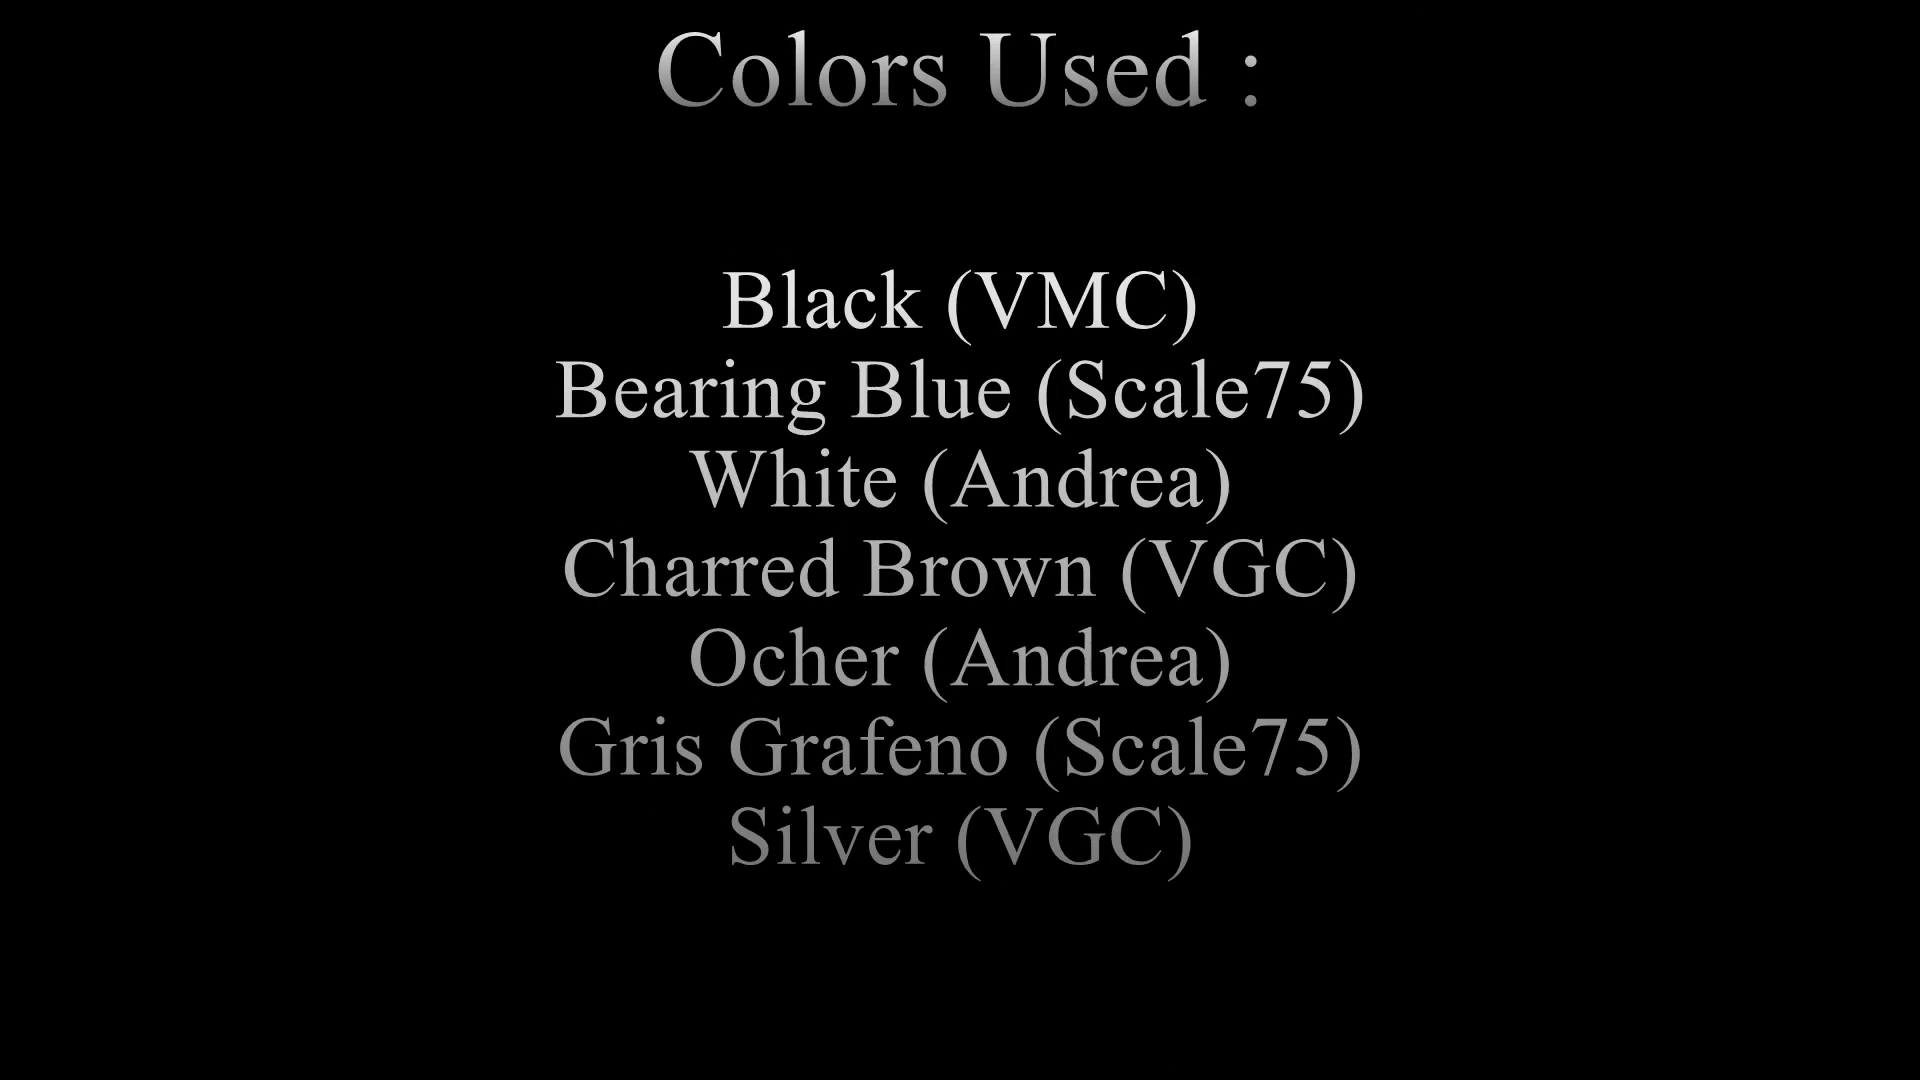 Colors Used :
Black (VMC)
Bearing Blue (Scale75)
White (Andrea)
Charred Brown (VGC)
Ocher (Andrea)
Gris Grafeno (Scale75)
Silver (VGC)